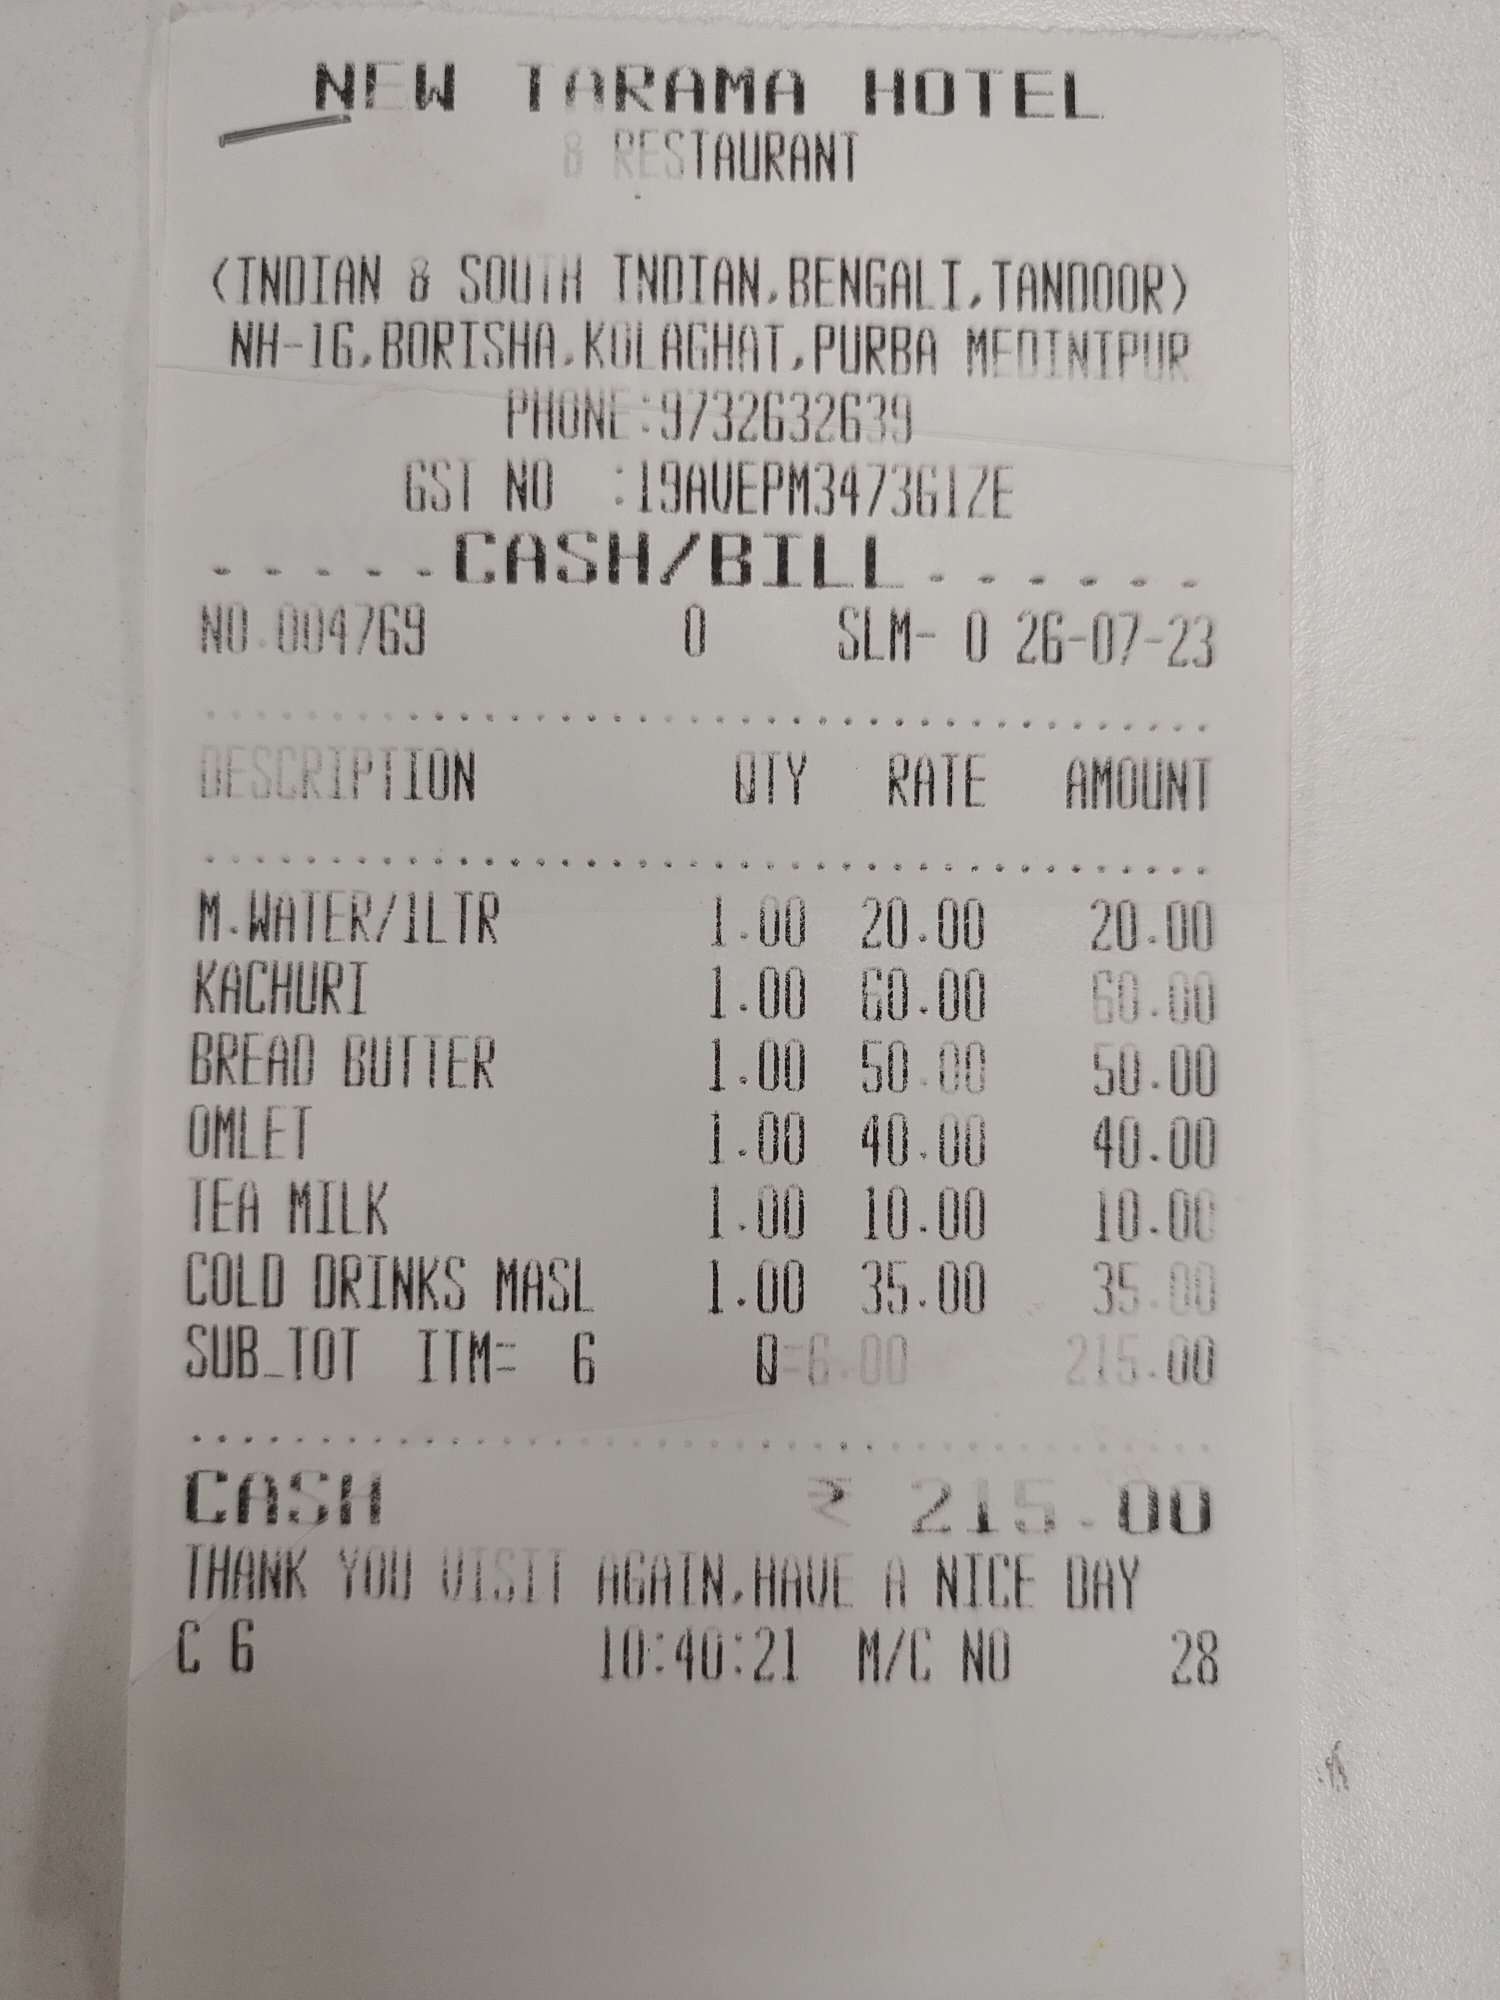 NEW TARAMA HOTEL
& RESTAURANT
(INDIAN & SOUTH INDIAN,BENGALI,TANDOOR)
NH-16,BORISHA,KOLAGHAT,PURBA MEDINIPUR
PHONE:9732632639
GST NO :19AVEPM3473G1ZE
.....CASH/BILL......
NO.004769 0 SLM- 0 26-07-23
DESCRIPTION QTY RATE AMOUNT
M.WATER/1LTR 1.00 20.00 20.00
KACHURI 1.00 60.00 60.00
BREAD BUTTER 1.00 50.00 50.00
OMLET 1.00 40.00 40.00
TEA MILK 1.00 10.00 10.00
COLD DRINKS MASL 1.00 35.00 35.00
SUB_TOT ITM= 6 Q=6.00 215.00
CASH ₹ 215.00
THANK YOU VISIT AGAIN,HAVE A NICE DAY
C 6 10:40:21 M/C NO 28